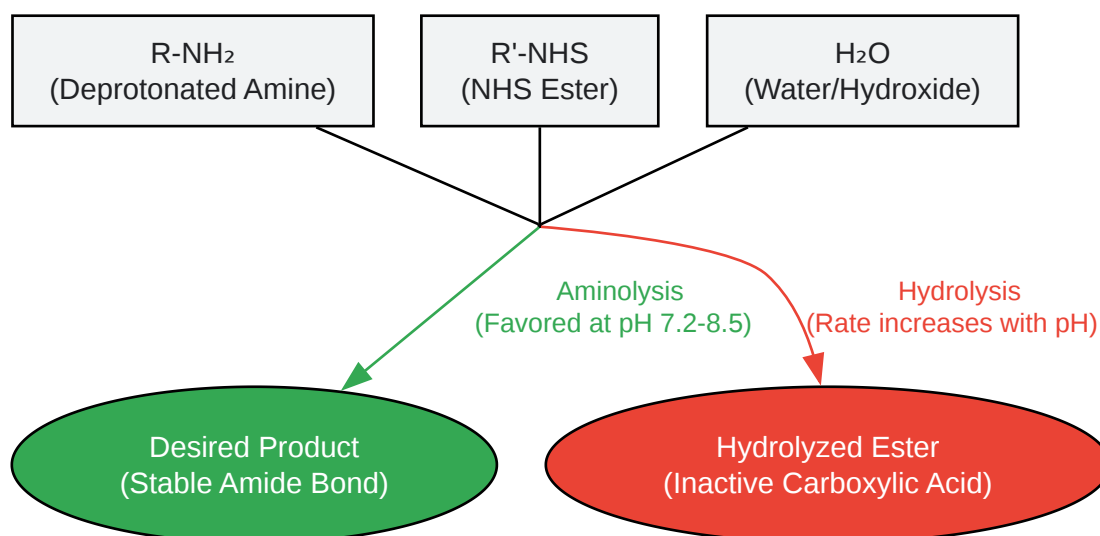 R-NH₂
(Deprotonated Amine)
R'-NHS
(NHS Ester)
H₂O
(Water/Hydroxide)
Aminolysis
(Favored at pH 7.2-8.5)
Hydrolysis
(Rate increases with pH)
Desired Product
(Stable Amide Bond)
Hydrolyzed Ester
(Inactive Carboxylic Acid)